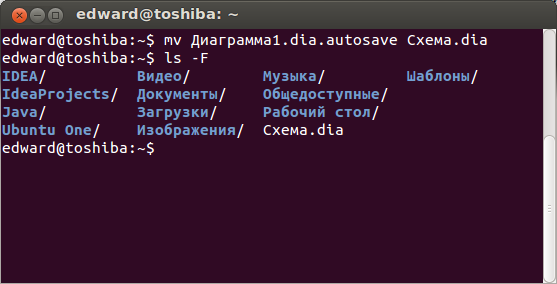 edward@toshiba: ~
edward@toshiba:~$ mv Диаграмма1.dia.autosave Схема.dia
edward@toshiba:~$ ls -F
IDEA/ Видео/ Музыка/ Шаблоны/
IdeaProjects/ Документы/ Общедоступные/
Java/ Загрузки/ Рабочий стол/
Ubuntu One/ Изображения/ Схема.dia
edward@toshiba:~$